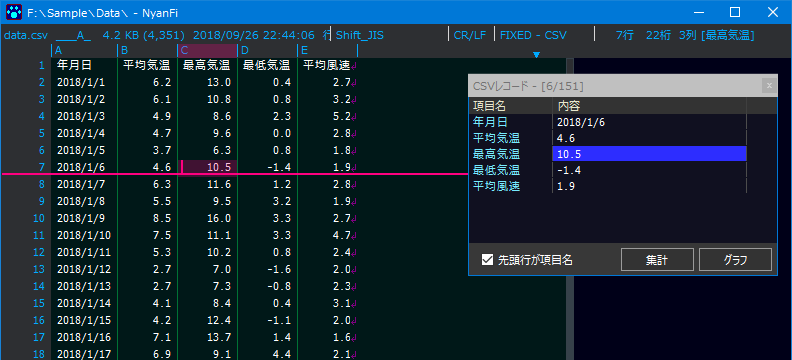 F:\Sample\Data\ - NyanFi
data.csv ___A_ 4.2 KB (4,351) 2018/09/26 22:44:06 行 Shift_JIS CR/LF FIXED - CSV 7行 22桁 3列 [最高気温]
A B C D E
1 年月日 平均気温 最高気温 最低気温 平均風速
2 2018/1/1 6.2 13.0 0.4 2.7
3 2018/1/2 6.1 10.8 0.8 3.2
4 2018/1/3 4.9 8.6 2.3 5.2
5 2018/1/4 4.7 9.6 0.0 2.8
6 2018/1/5 3.7 6.3 0.8 1.8
7 2018/1/6 4.6 10.5 -1.4 1.9
8 2018/1/7 6.3 11.6 1.2 2.8
9 2018/1/8 5.5 9.5 3.2 1.9
10 2018/1/9 8.5 16.0 3.3 2.7
11 2018/1/10 7.5 11.1 3.3 4.7
12 2018/1/11 5.3 10.2 0.8 2.4
13 2018/1/12 2.7 7.0 -1.6 2.0
14 2018/1/13 2.7 7.3 -0.8 2.3
15 2018/1/14 4.1 8.4 0.4 3.1
16 2018/1/15 4.2 12.4 -1.1 2.0
17 2018/1/16 7.1 13.7 1.4 1.6
18 2018/1/17 6.9 9.1 4.4 2.1
CSVレコード - [6/151]
項目名 内容
年月日 2018/1/6
平均気温 4.6
最高気温 10.5
最低気温 -1.4
平均風速 1.9
先頭行が項目名 集計 グラフ